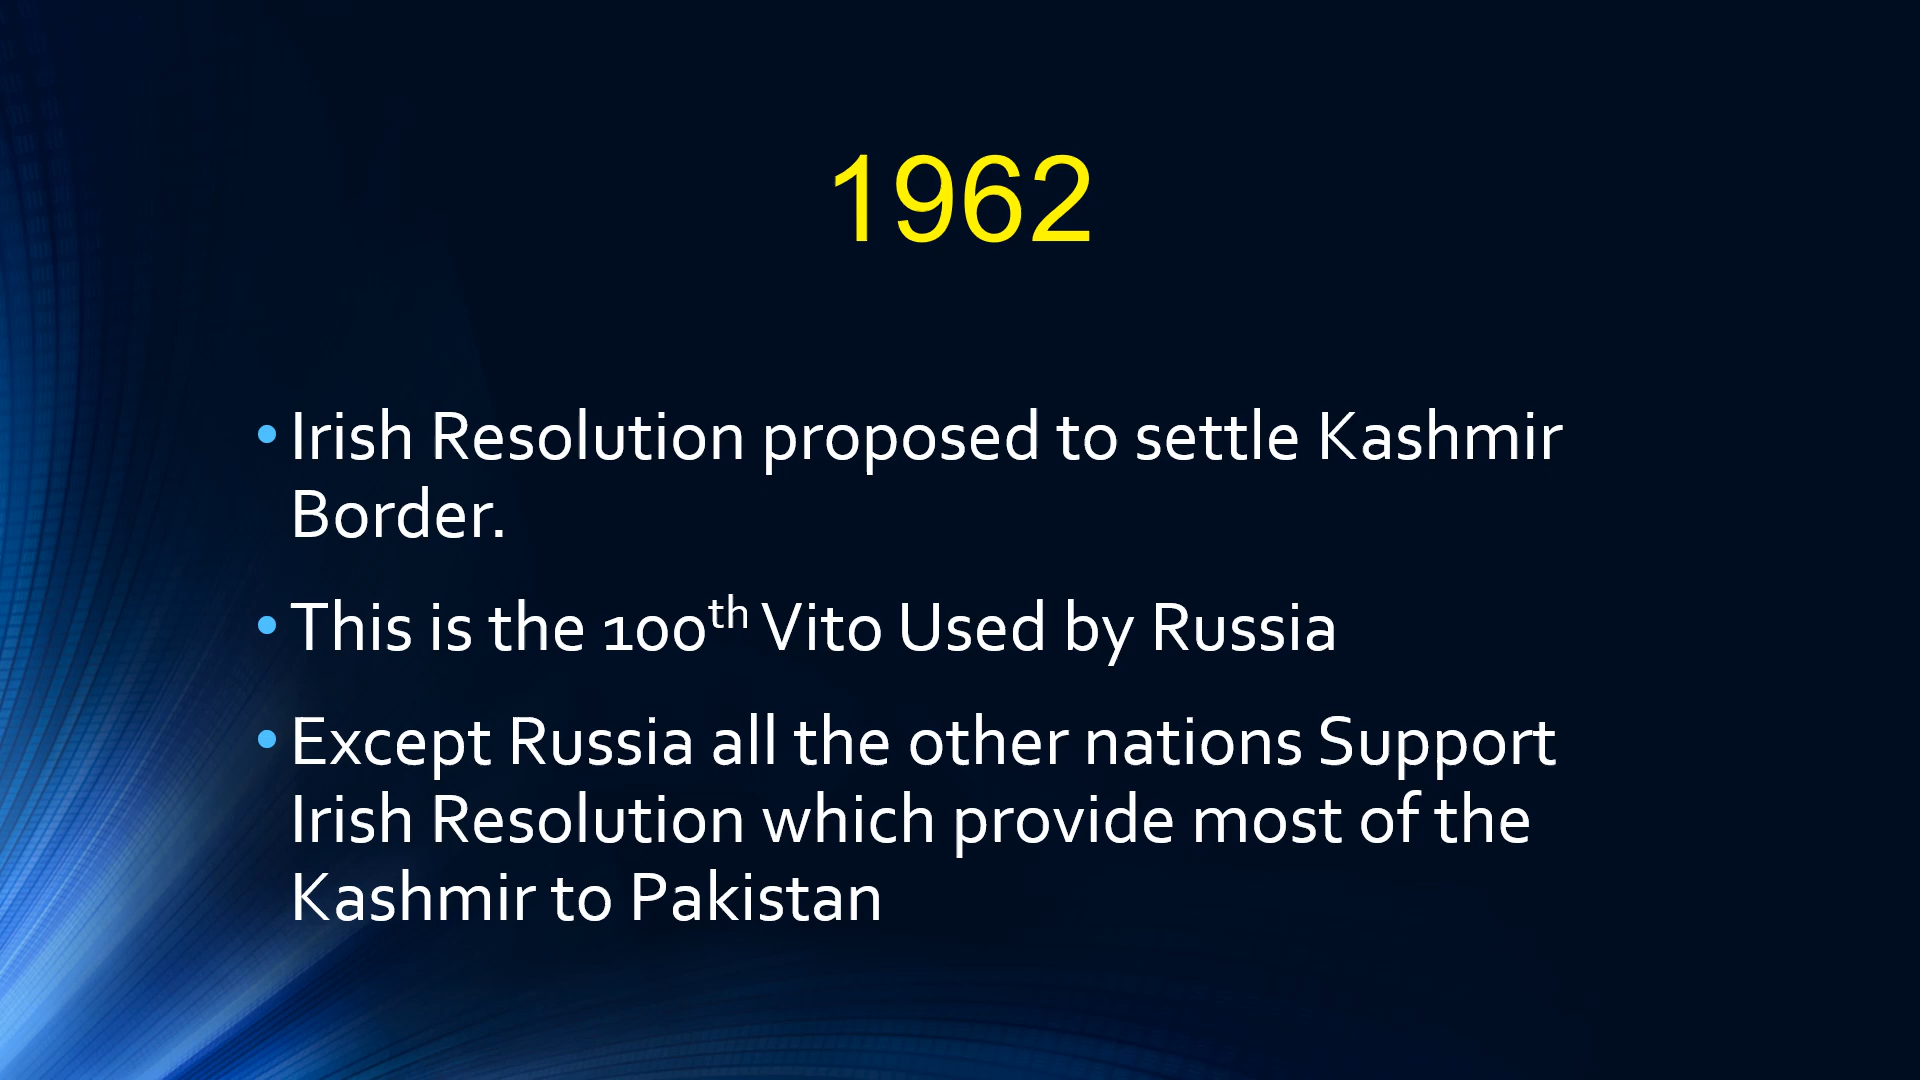 1962
• Irish Resolution proposed to settle Kashmir
Border.
• This is the 100th Vito Used by Russia
• Except Russia all the other nations Support
Irish Resolution which provide most of the
Kashmir to Pakistan